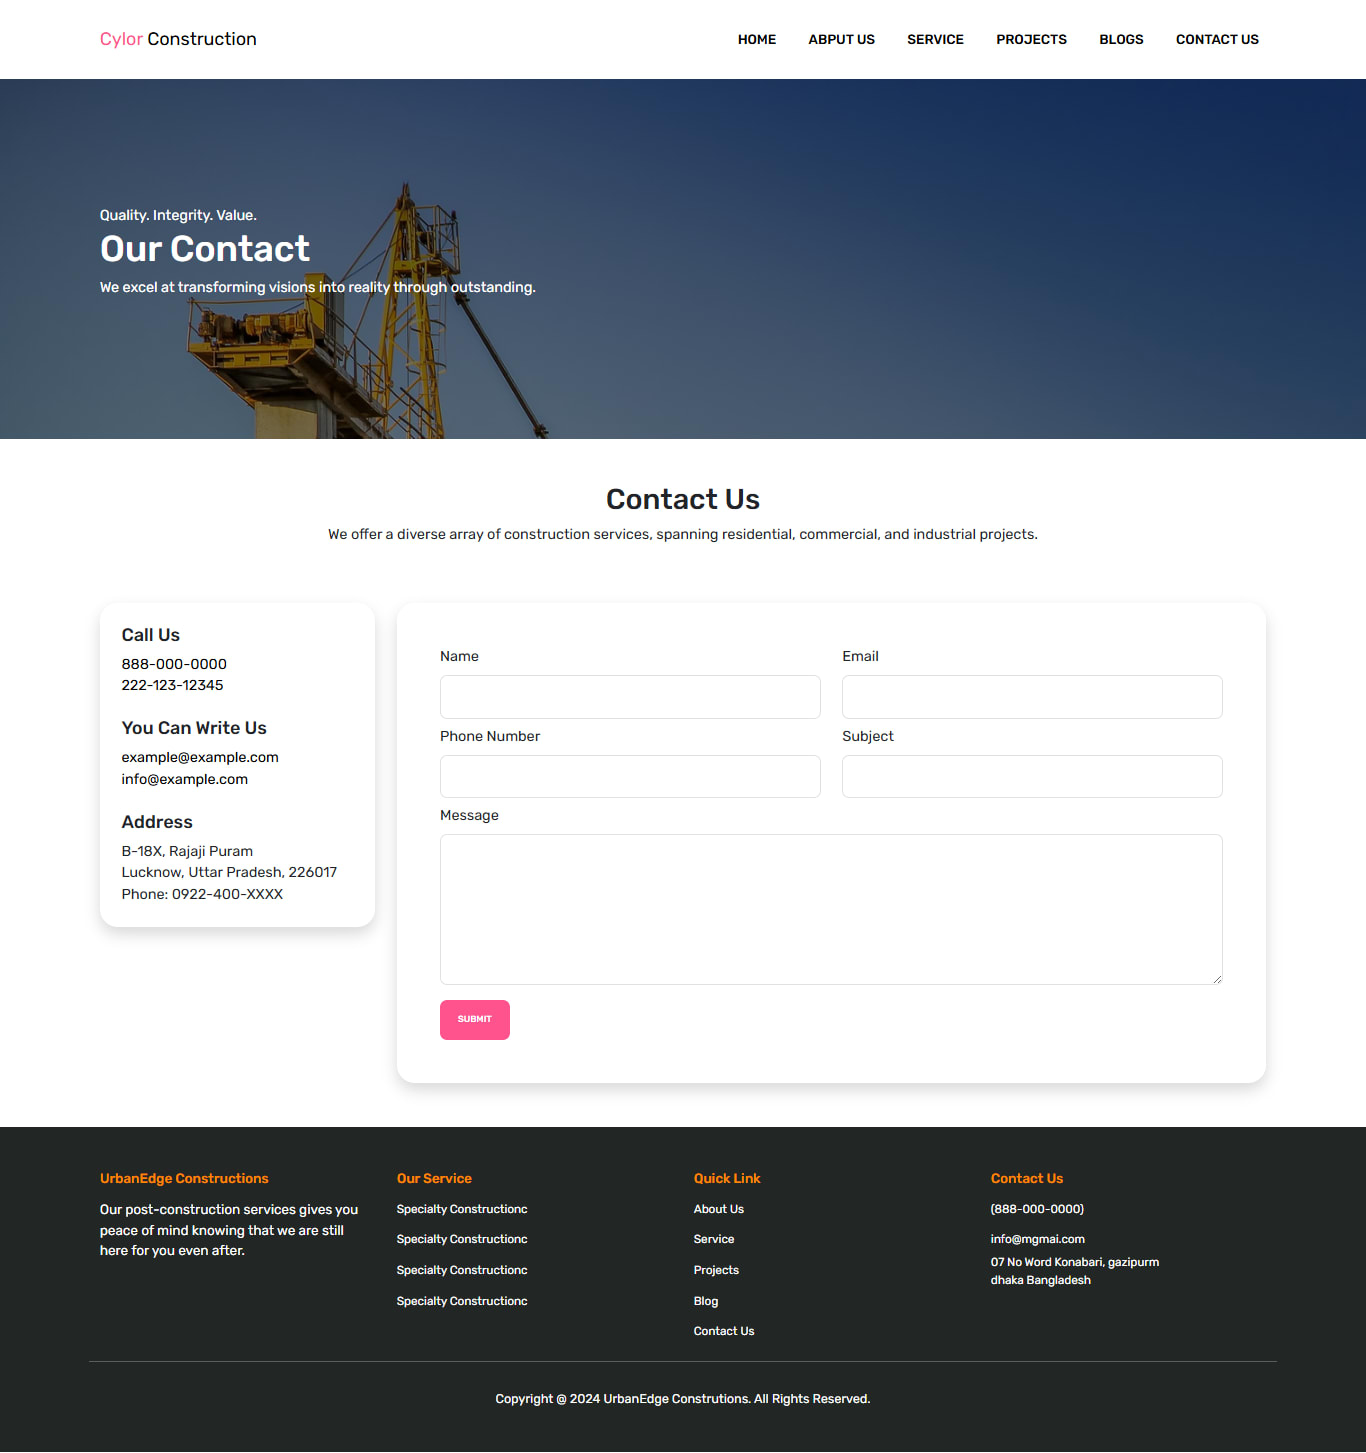 Cylor Construction
HOME
ABPUT US
SERVICE
PROJECTS
BLOGS
CONTACT US
Quality. Integrity. Value.
Our Contact
We excel at transforming visions into reality through outstanding.
Contact Us
We offer a diverse array of construction services, spanning residential, commercial, and industrial projects.
Call Us
888-000-0000
222-123-12345
You Can Write Us
example@example.com
info@example.com
Address
B-18X, Rajaji Puram
Lucknow, Uttar Pradesh, 226017
Phone: 0922-400-XXXX
Name
Email
Phone Number
Subject
Message
SUBMIT
UrbanEdge Constructions
Our post-construction services gives you
peace of mind knowing that we are still
here for you even after.
Our Service
Specialty Constructionc
Specialty Constructionc
Specialty Constructionc
Specialty Constructionc
Quick Link
About Us
Service
Projects
Blog
Contact Us
Contact Us
(888-000-0000)
info@mgmai.com
07 No Word Konabari, gazipurm
dhaka Bangladesh
Copyright @ 2024 UrbanEdge Construtions. All Rights Reserved.